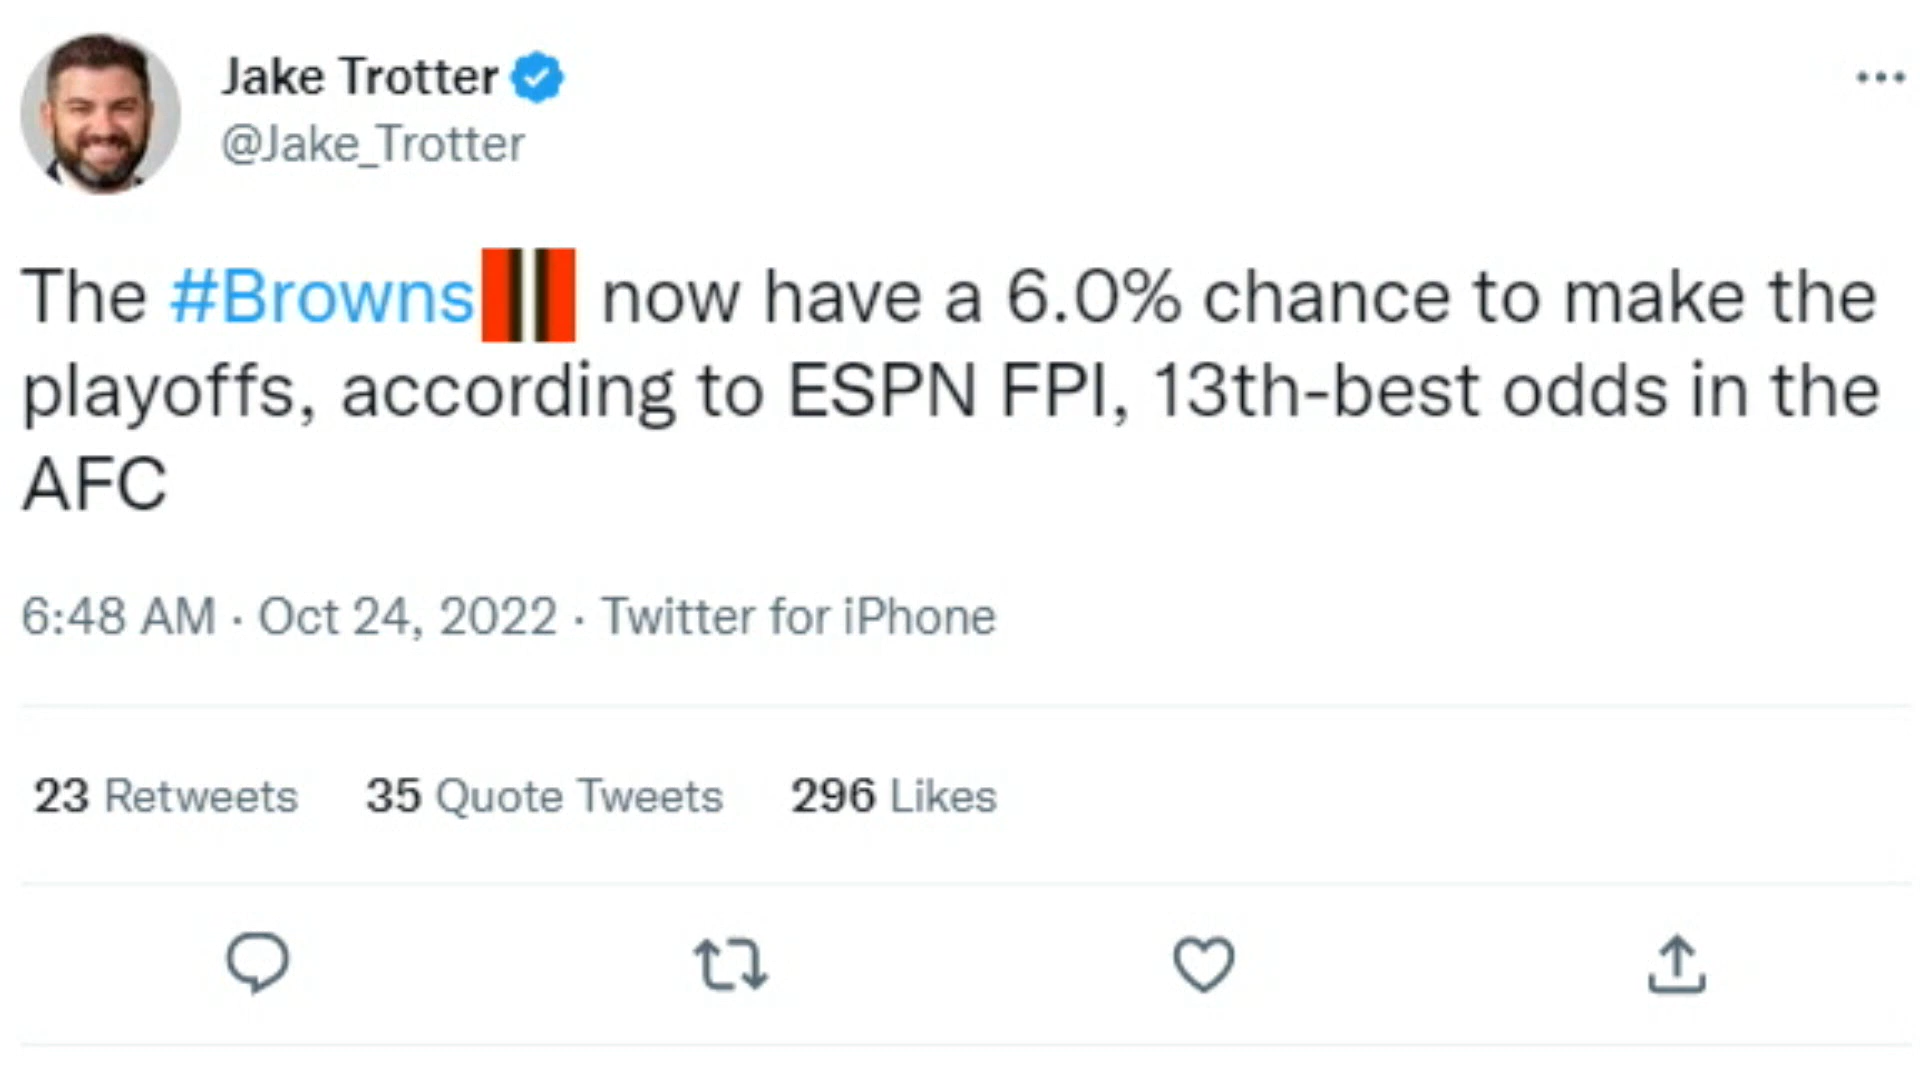 Jake Trotter
@Jake_Trotter
The #Browns now have a 6.0% chance to make the
playoffs, according to ESPN FPI, 13th-best odds in the
AFC
6:48 AM · Oct 24, 2022 · Twitter for iPhone
23 Retweets 35 Quote Tweets 296 Likes